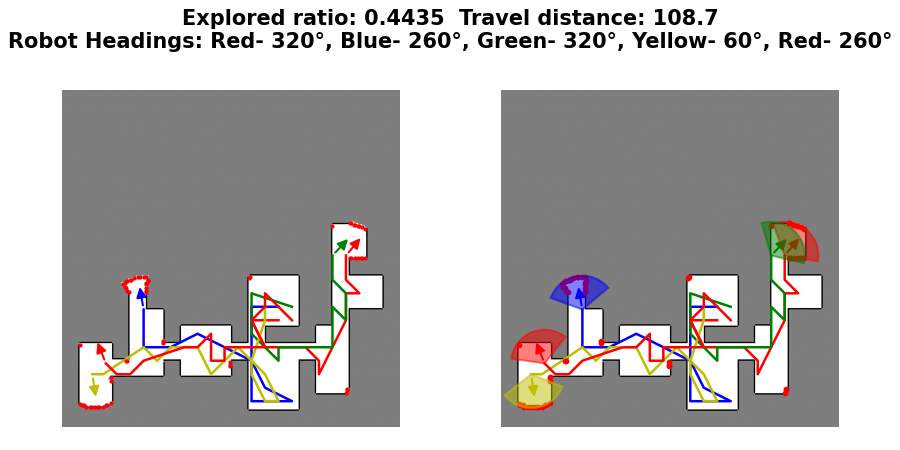 Explored ratio: 0.4435  Travel distance: 108.7
Robot Headings: Red- 320°, Blue- 260°, Green- 320°, Yellow- 60°, Red- 260°